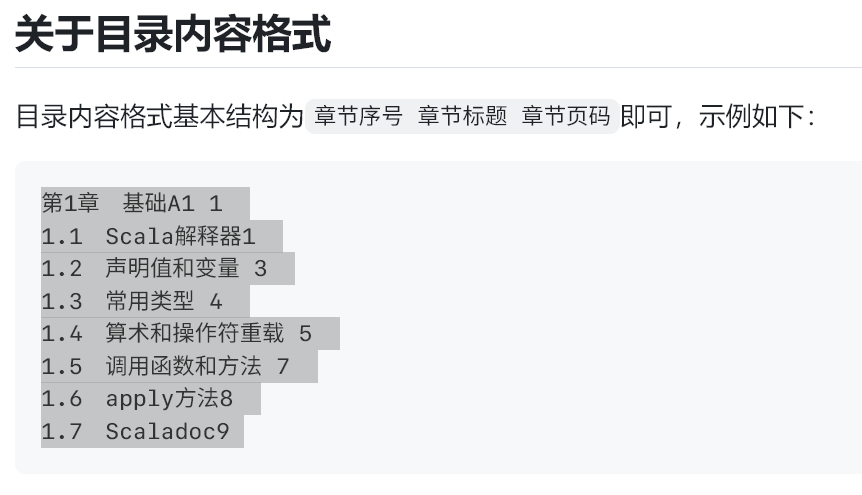 关于目录内容格式
目录内容格式基本结构为 章节序号 章节标题 章节页码 即可，示例如下：
第1章  基础A1 1
1.1  Scala解释器1
1.2  声明值和变量 3
1.3  常用类型 4
1.4  算术和操作符重载 5
1.5  调用函数和方法 7
1.6  apply方法8
1.7  Scaladoc9